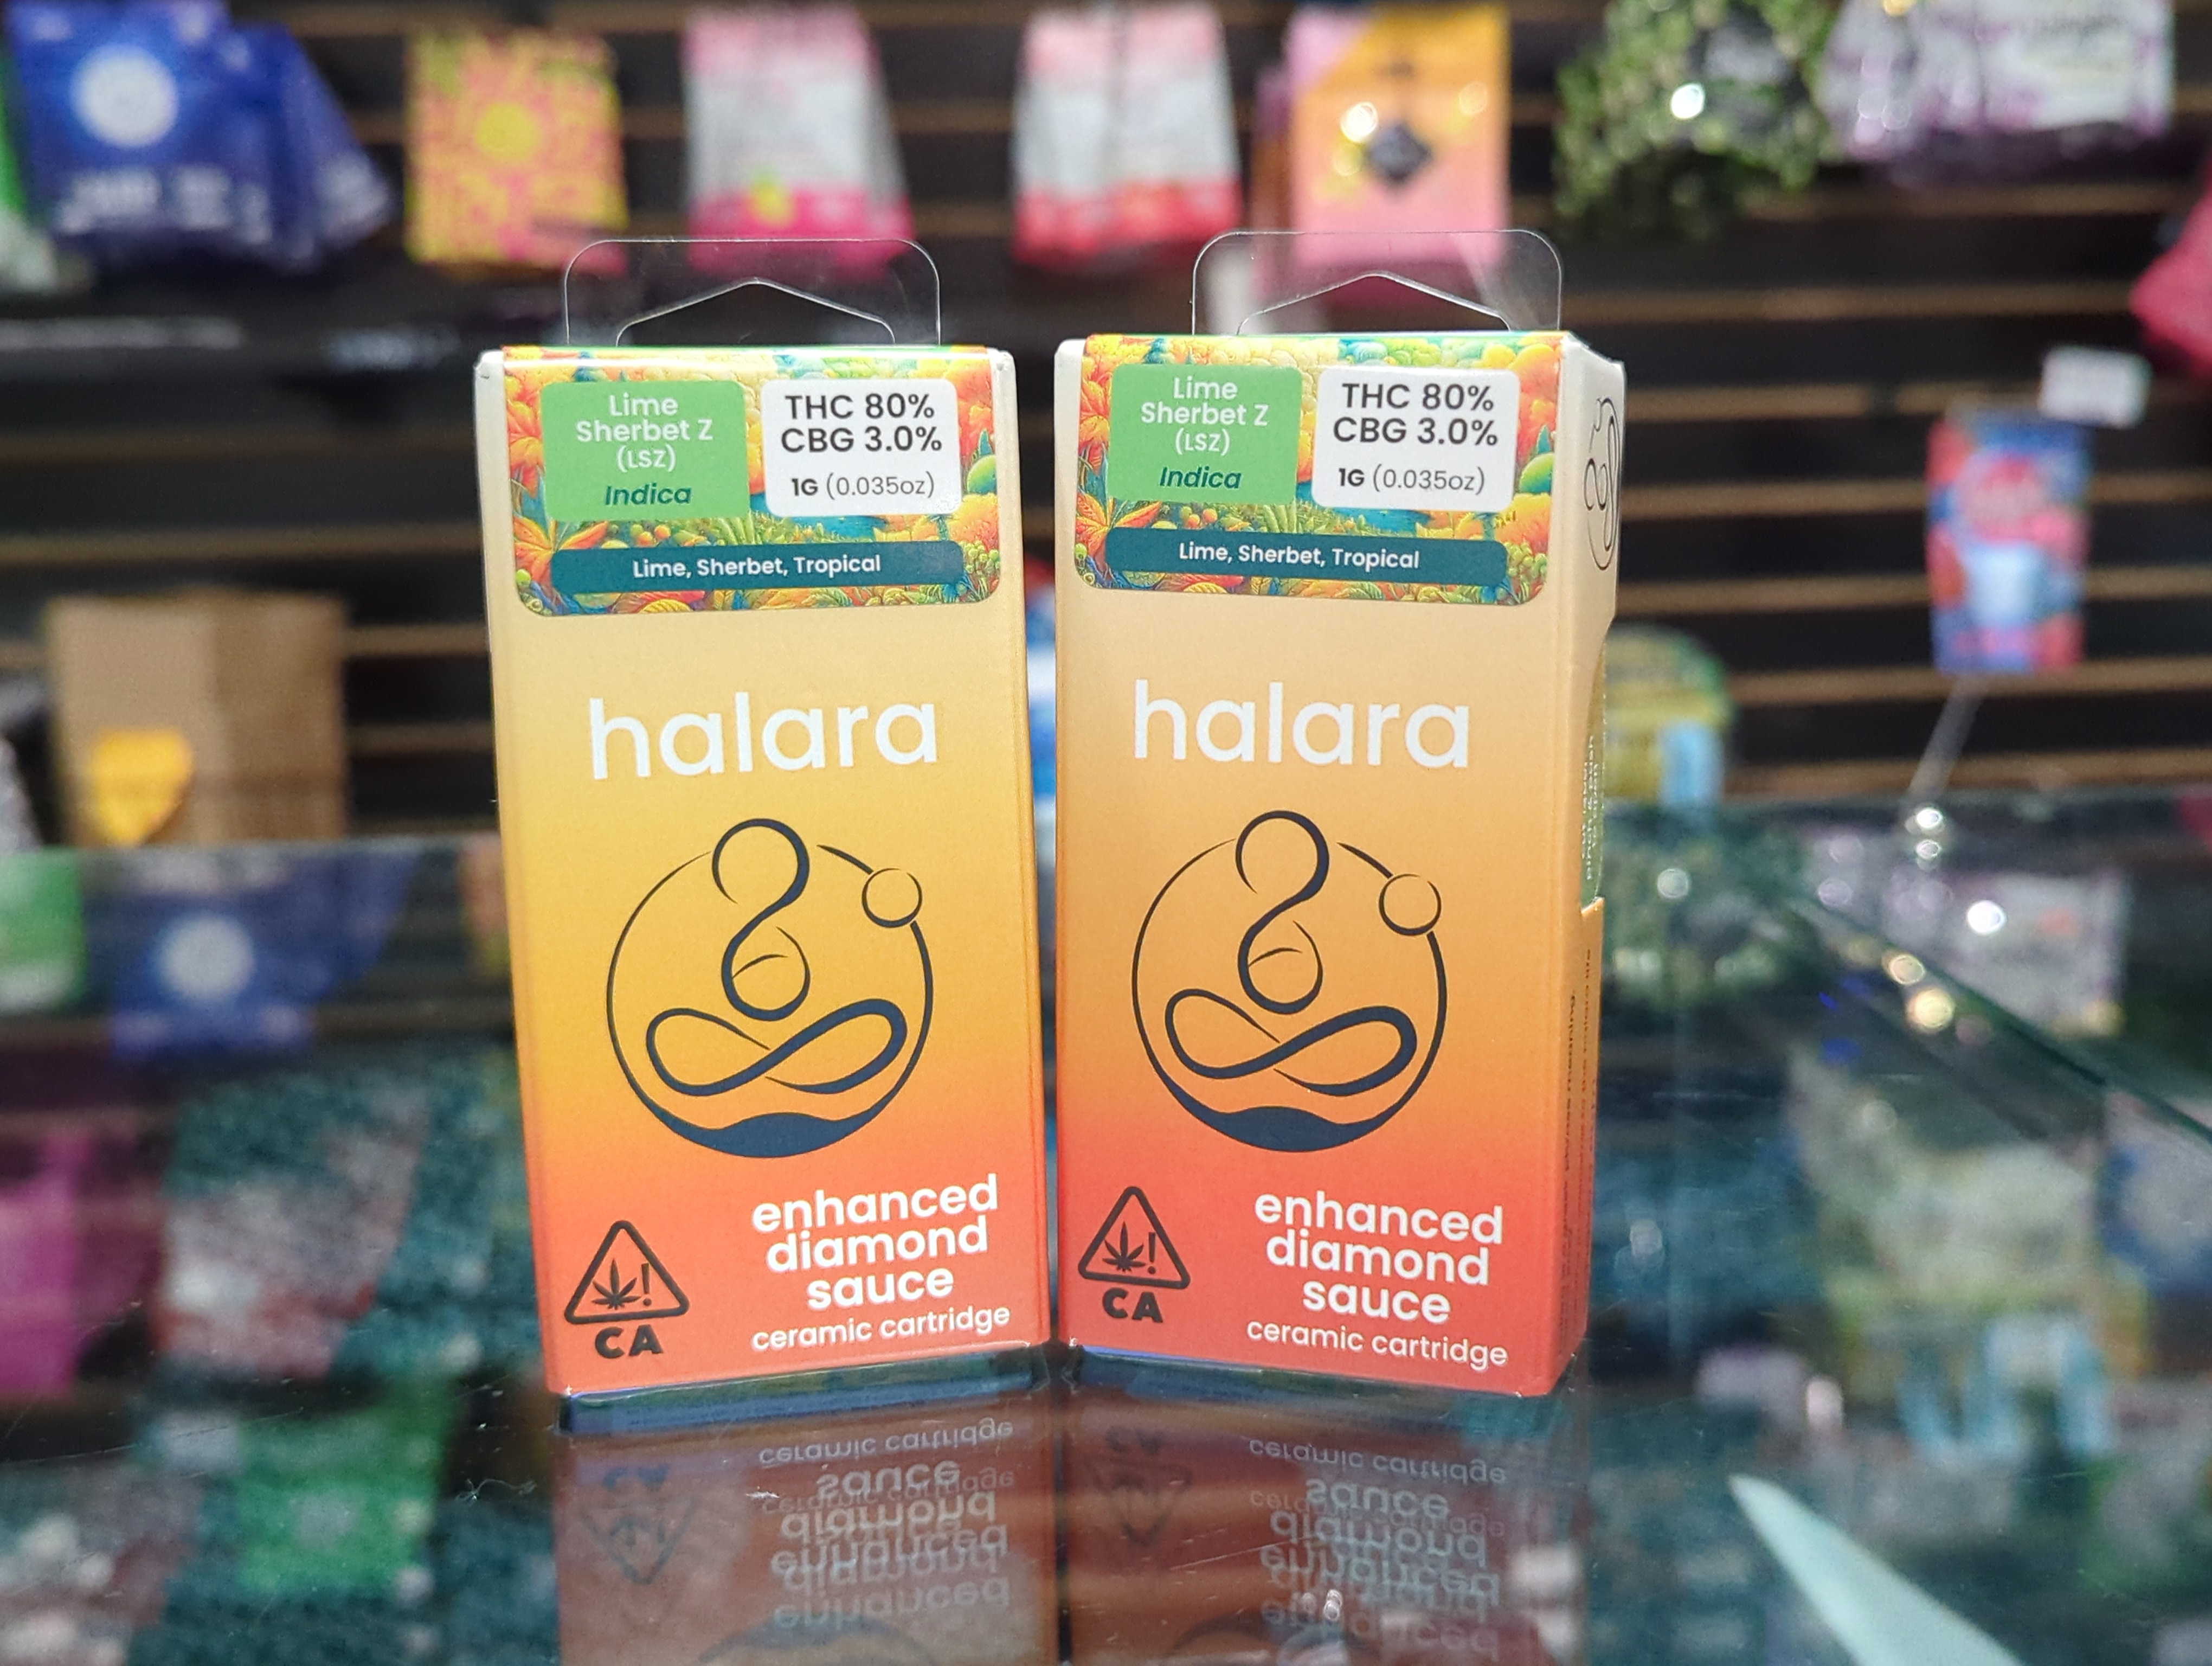 Lime
Sherbet Z
(LSZ)
Indica
THC 80%
CBG 3.0%
1G (0.035oz)
Lime, Sherbet, Tropical
halara
enhanced
diamond
sauce
ceramic cartridge
CA
Lime
Sherbet Z
(LSZ)
Indica
THC 80%
CBG 3.0%
1G (0.035oz)
Lime, Sherbet, Tropical
halara
enhanced
diamond
sauce
ceramic cartridge
CA